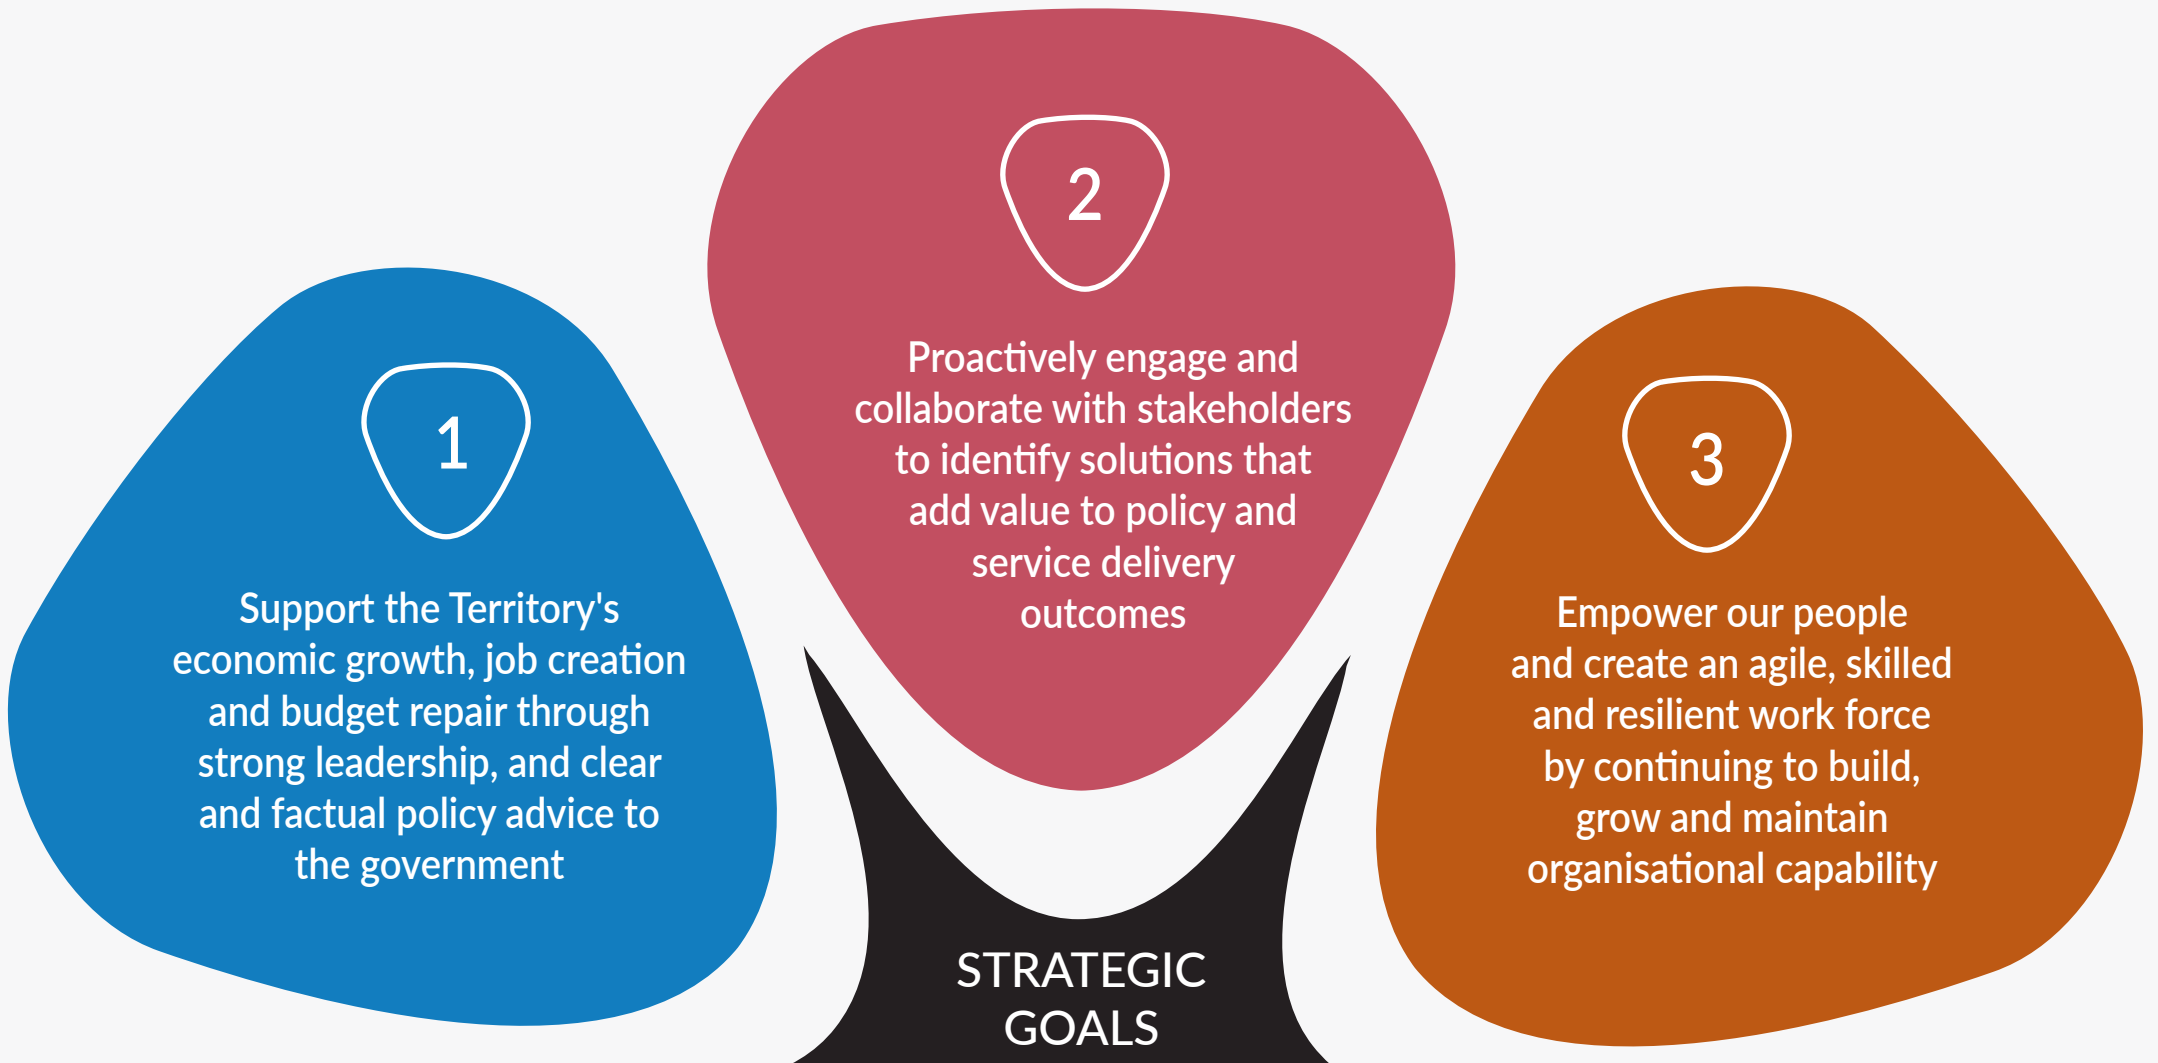 1
Support the Territory's
economic growth, job creation
and budget repair through
strong leadership, and clear
and factual policy advice to
the government
2
Proactively engage and
collaborate with stakeholders
to identify solutions that
add value to policy and
service delivery
outcomes
3
Empower our people
and create an agile, skilled
and resilient work force
by continuing to build,
grow and maintain
organisational capability
STRATEGIC
GOALS